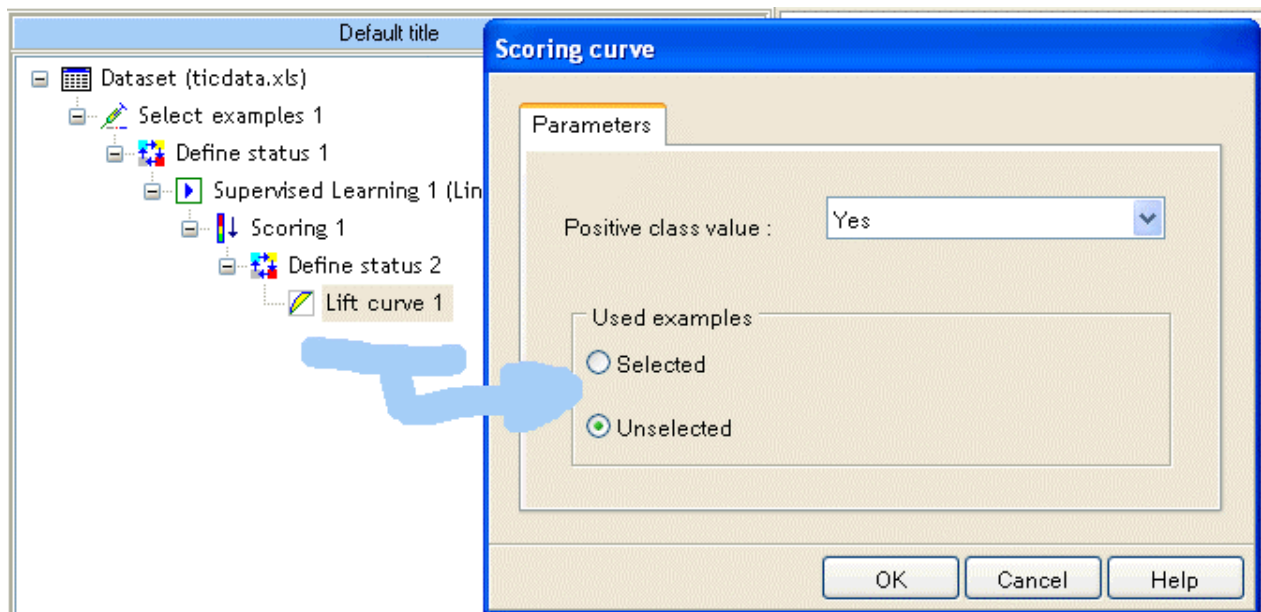 Default title
Dataset (ticdata.xls)
Select examples 1
Define status 1
Supervised Learning 1 (Lin
Scoring 1
Define status 2
Lift curve 1
Scoring curve
Parameters
Positive class value :
Yes
Used examples
Selected
Unselected
OK
Cancel
Help